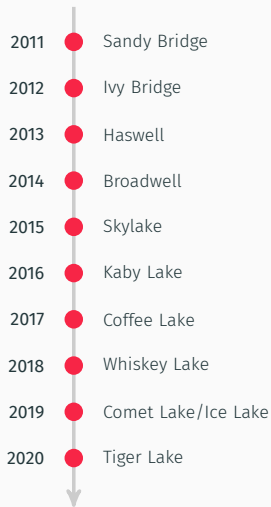 2011 Sandy Bridge
2012 Ivy Bridge
2013 Haswell
2014 Broadwell
2015 Skylake
2016 Kaby Lake
2017 Coffee Lake
2018 Whiskey Lake
2019 Comet Lake/Ice Lake
2020 Tiger Lake